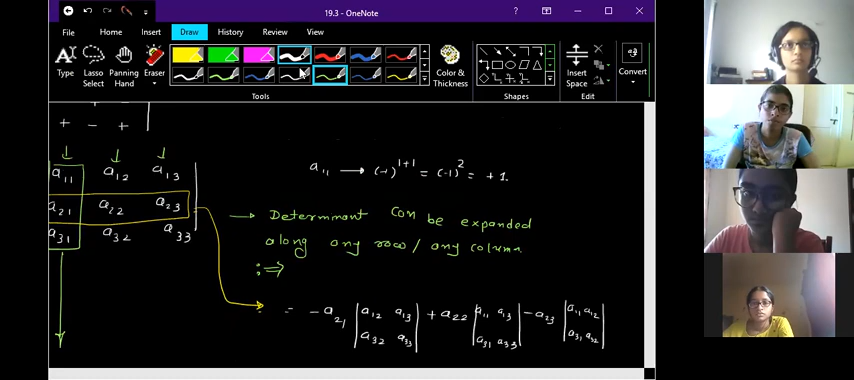 19.3 - OneNote
File Home Insert Draw History Review View
Type Lasso Select Panning Hand Eraser Color & Thickness Insert Space Convert
Tools Shapes Edit
+ - +
a11 a12 a13
a21 a22 a23
a31 a32 a33
a11 → (-1)^1+1 = (-1)^2 = +1.
→ Determinant can be expanded
along any row / any column
:⇒
= - a21 |a12 a13| + a22 |a11 a13| - a23 |a11 a12|
|a32 a33| |a31 a33| |a31 a32|